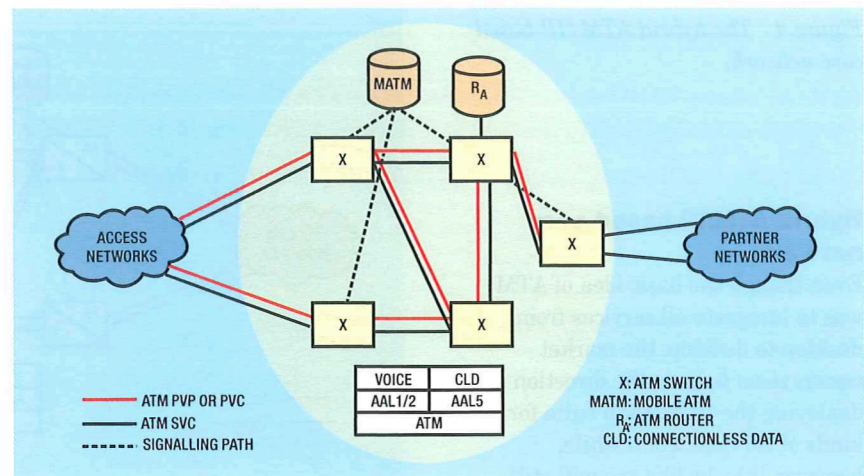 MATM
R_A
X
X
X
X
X
ACCESS
NETWORKS
PARTNER
NETWORKS
VOICE CLD
AAL1/2 AAL5
ATM
ATM PVP OR PVC
ATM SVC
SIGNALLING PATH
X: ATM SWITCH
MATM: MOBILE ATM
R_A: ATM ROUTER
CLD: CONNECTIONLESS DATA